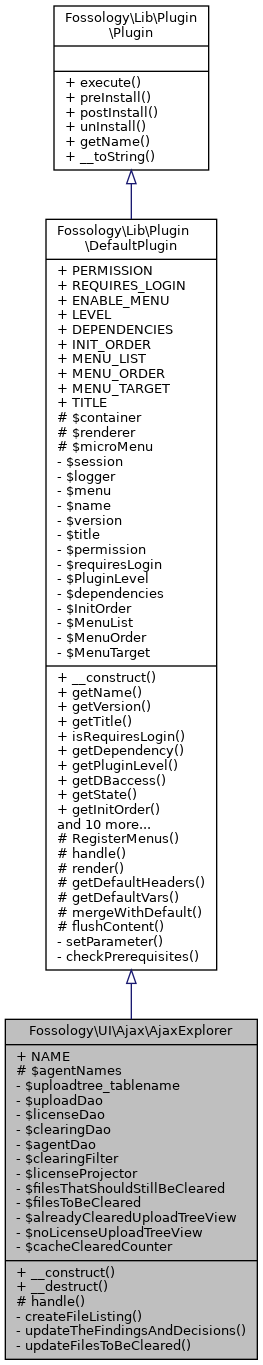 Fossology\Lib\Plugin
\Plugin
+ execute()
+ preInstall()
+ postInstall()
+ unInstall()
+ getName()
+ __toString()
Fossology\Lib\Plugin
\DefaultPlugin
+ PERMISSION
+ REQUIRES_LOGIN
+ ENABLE_MENU
+ LEVEL
+ DEPENDENCIES
+ INIT_ORDER
+ MENU_LIST
+ MENU_ORDER
+ MENU_TARGET
+ TITLE
# $container
# $renderer
# $microMenu
- $session
- $logger
- $menu
- $name
- $version
- $title
- $permission
- $requiresLogin
- $PluginLevel
- $dependencies
- $InitOrder
- $MenuList
- $MenuOrder
- $MenuTarget
+ __construct()
+ getName()
+ getVersion()
+ getTitle()
+ isRequiresLogin()
+ getDependency()
+ getPluginLevel()
+ getDBaccess()
+ getState()
+ getInitOrder()
and 10 more...
# RegisterMenus()
# handle()
# render()
# getDefaultHeaders()
# getDefaultVars()
# mergeWithDefault()
# flushContent()
- setParameter()
- checkPrerequisites()
Fossology\UI\Ajax\AjaxExplorer
+ NAME
# $agentNames
- $uploadtree_tablename
- $uploadDao
- $licenseDao
- $clearingDao
- $agentDao
- $clearingFilter
- $licenseProjector
- $filesThatShouldStillBeCleared
- $filesToBeCleared
- $alreadyClearedUploadTreeView
- $noLicenseUploadTreeView
- $cacheClearedCounter
+ __construct()
+ __destruct()
# handle()
- createFileListing()
- updateTheFindingsAndDecisions()
- updateFilesToBeCleared()